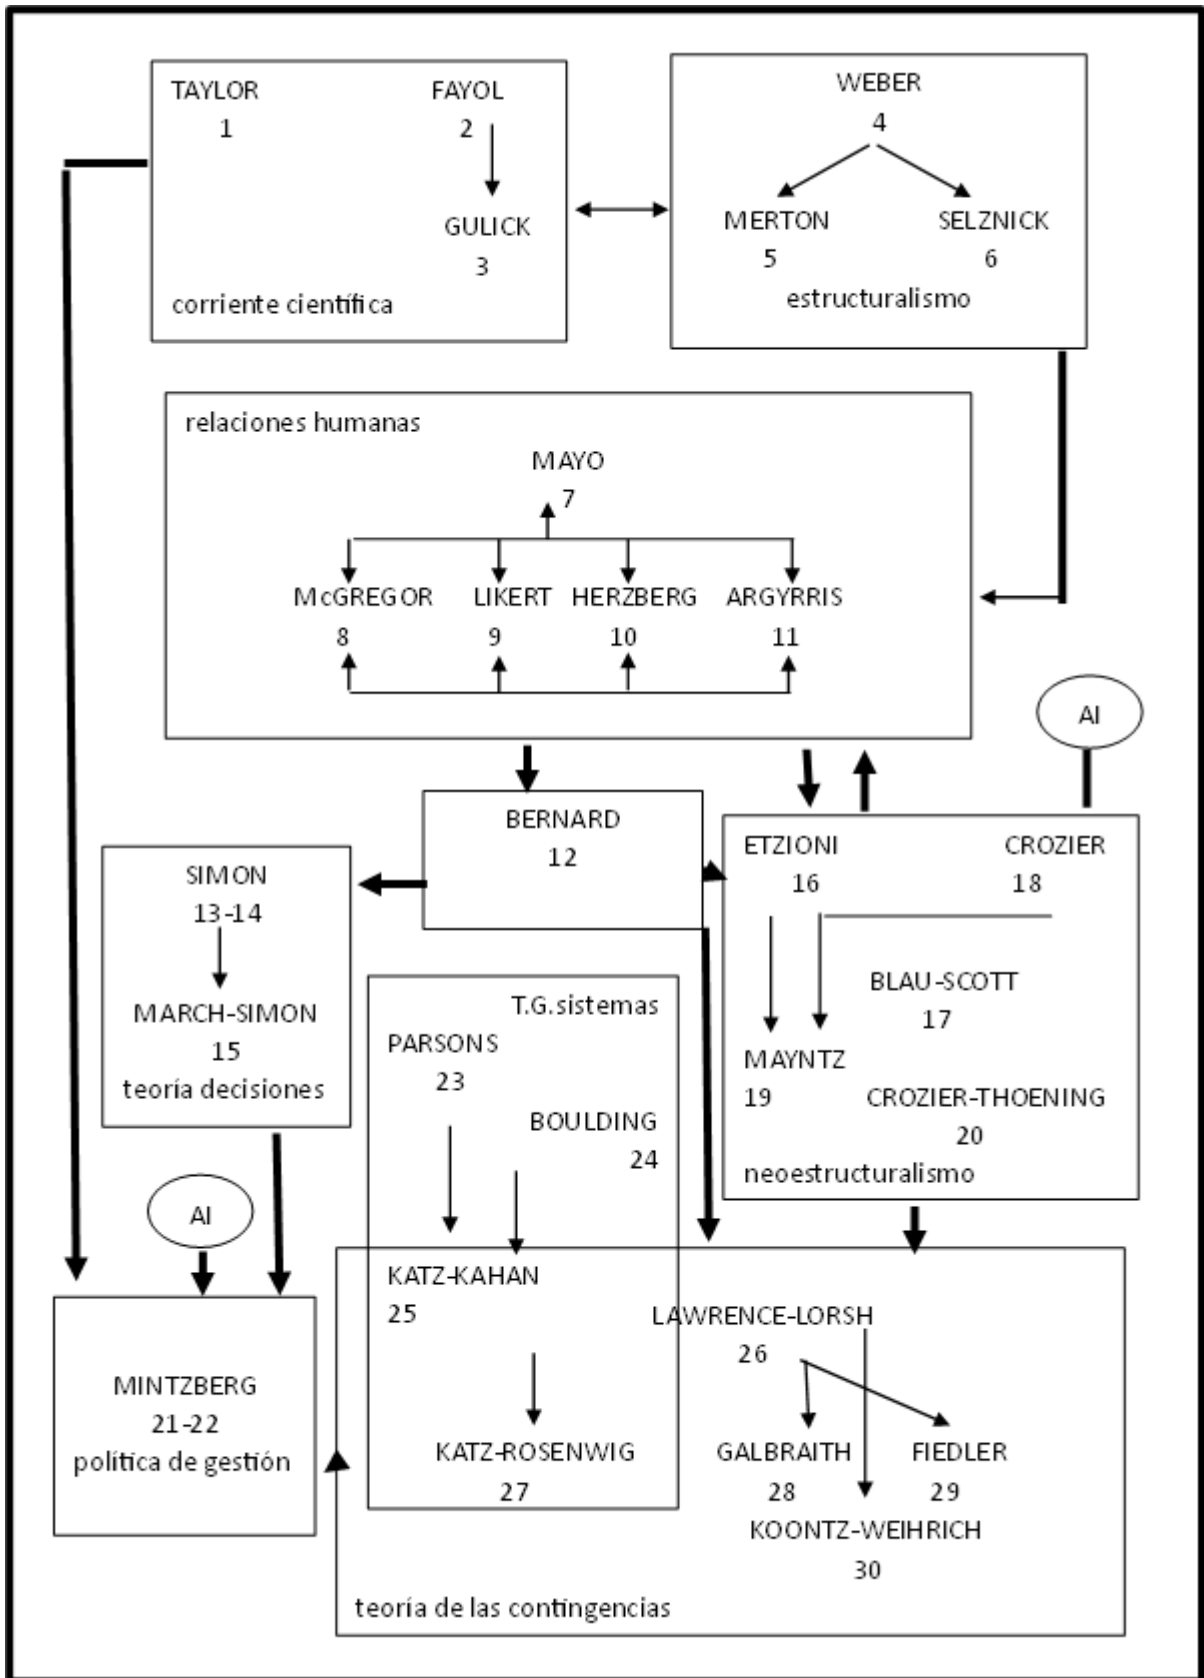 TAYLOR
1
FAYOL
2
GULICK
3
corriente científica
WEBER
4
MERTON
5
SELZNICK
6
estructuralismo
relaciones humanas
MAYO
7
McGREGOR
8
LIKERT
9
HERZBERG
10
ARGYRRIS
11
AI
BERNARD
12
SIMON
13-14
MARCH-SIMON
15
teoría decisiones
ETZIONI
16
CROZIER
18
BLAU-SCOTT
17
MAYNTZ
19
CROZIER-THOENING
20
neoestructuralismo
T.G.sistemas
PARSONS
23
BOULDING
24
AI
KATZ-KAHAN
25
LAWRENCE-LORSH
26
MINTZBERG
21-22
política de gestión
KATZ-ROSENWIG
27
GALBRAITH
28
FIEDLER
29
KOONTZ-WEIHRICH
30
teoría de las contingencias